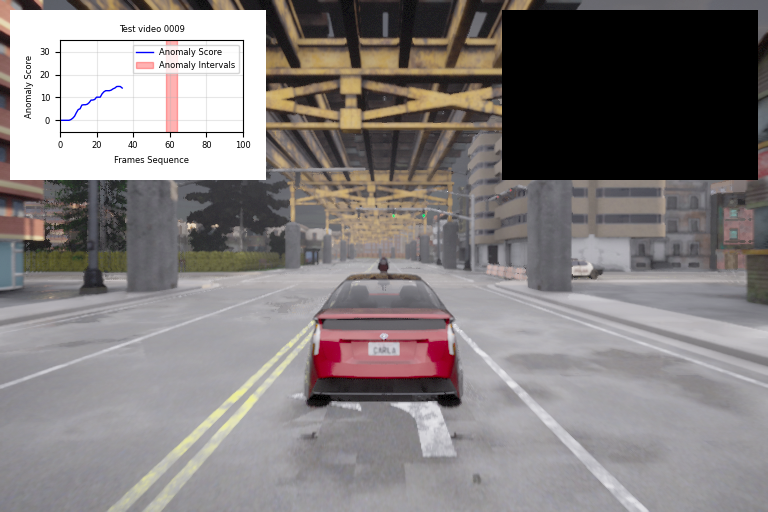 Test video 0009
Anomaly Score
30
20
10
0
Anomaly Score
Anomaly Intervals
0 20 40 60 80 100
Frames Sequence
CARLA